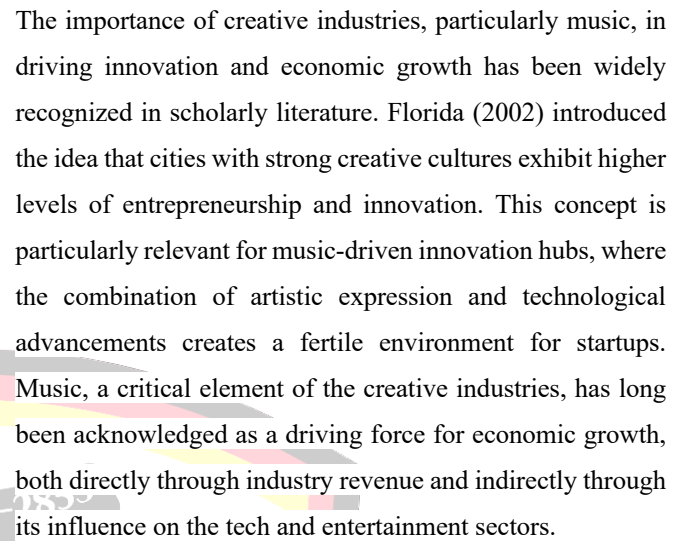 The importance of creative industries, particularly music, in
driving innovation and economic growth has been widely
recognized in scholarly literature. Florida (2002) introduced
the idea that cities with strong creative cultures exhibit higher
levels of entrepreneurship and innovation. This concept is
particularly relevant for music-driven innovation hubs, where
the combination of artistic expression and technological
advancements creates a fertile environment for startups.
Music, a critical element of the creative industries, has long
been acknowledged as a driving force for economic growth,
both directly through industry revenue and indirectly through
its influence on the tech and entertainment sectors.